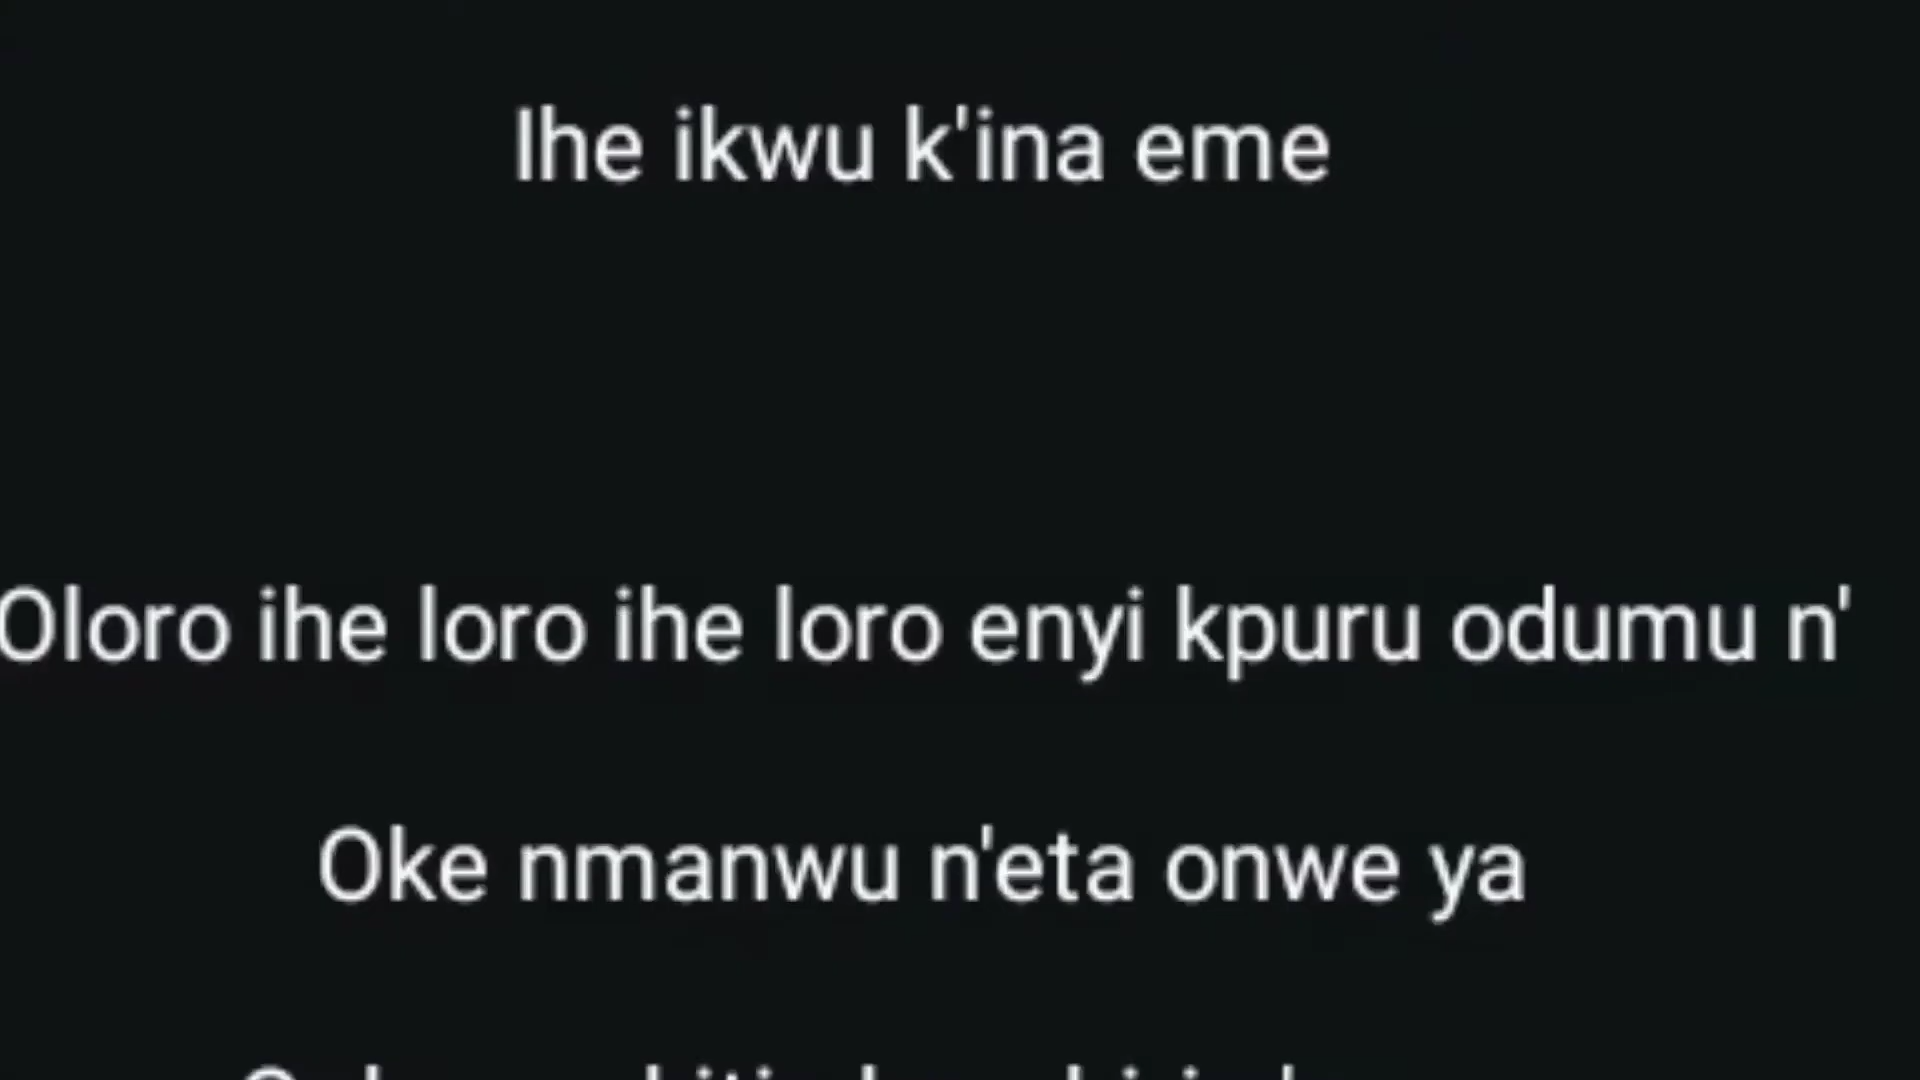 Ihe ikwu k'ina eme
Oloro ihe loro ihe loro enyi kpuru odumu n'
Oke nmanwu n'eta onwe ya